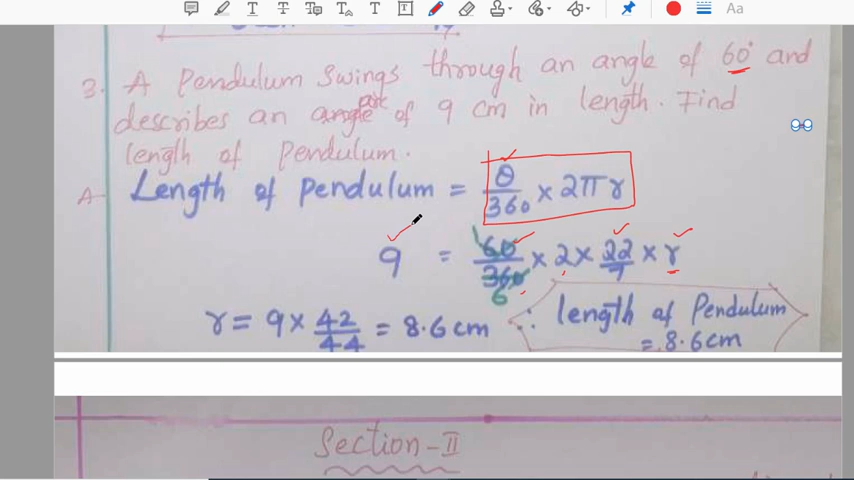 3. A Pendulum Swings through an angle of 60° and
describes an angle arc of 9 cm in length. Find
length of Pendulum.
A- Length of Pendulum = θ/360 × 2πr
9 = 60/360 × 2 × 22/7 × r
6
r = 9 × 42/44 = 8.6 cm
∴ length of Pendulum
= 8.6 cm
Section-II